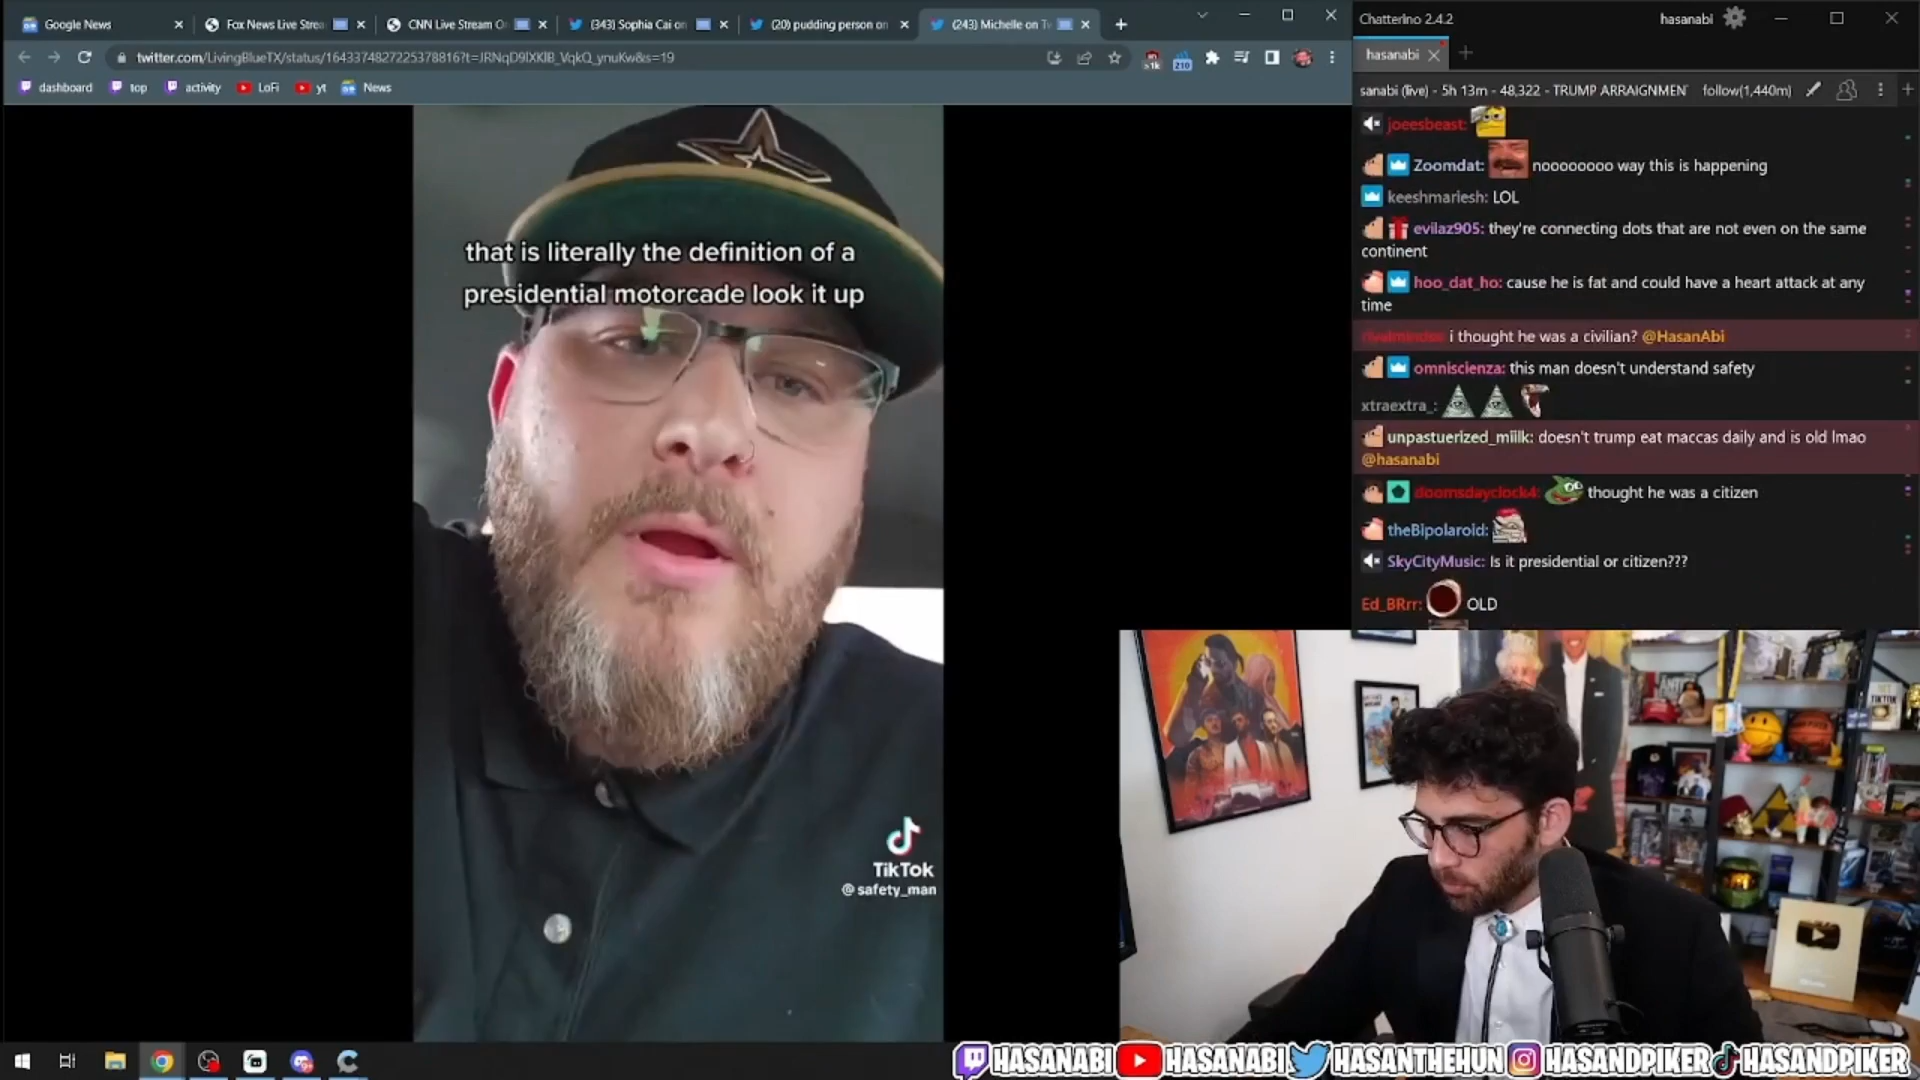 Google News
Fox News Live Strea
CNN Live Stream O
(343) Sophia Cai on
(20) pudding person on
(243) Michelle on Tw
twitter.com/LivingBlueTX/status/1643374827225378816?t=JRNqD9lXKlB_VqkQ_ynuKw&s=19
>1k
210
dashboard
top
activity
LoFi
yt
News
that is literally the definition of a
presidential motorcade look it up
TikTok
@safety_man
Chatterino 2.4.2
hasanabi
hasanabi
sanabi (live) - 5h 13m - 48,322 - TRUMP ARRAIGNMEN
follow(1,440m)
joeesbeast:
Zoomdat: noooooooo way this is happening
keeshmariesh: LOL
evilaz905: they're connecting dots that are not even on the same
continent
hoo_dat_ho: cause he is fat and could have a heart attack at any
time
i thought he was a civilian? @HasanAbi
omniscienza: this man doesn't understand safety
xtraextra_:
unpastuerized_miilk: doesn't trump eat maccas daily and is old lmao
@hasanabi
doomsdayclock4: thought he was a citizen
theBipolaroid:
SkyCityMusic: Is it presidential or citizen???
Ed_BRrr: OLD
HASANABI HASANABI HASANTHEHUN HASANDPIKER HASANDPIKER